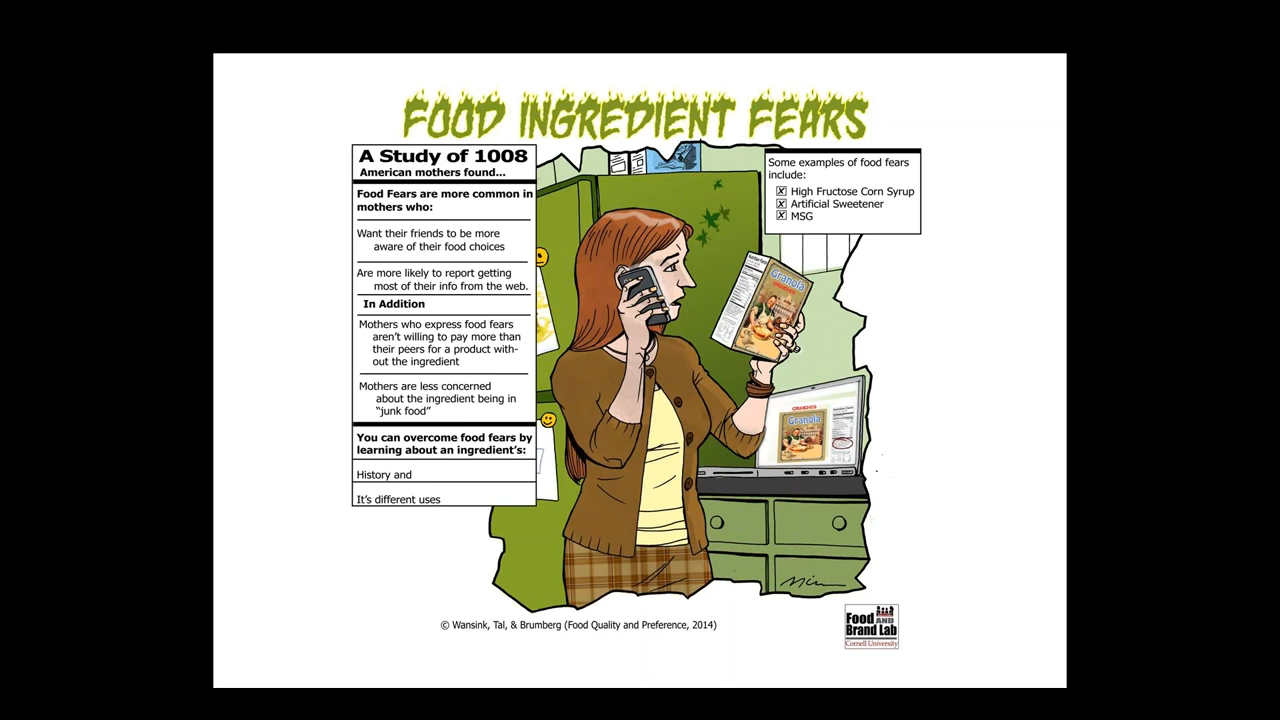 FOOD INGREDIENT FEARS
A Study of 1008
American mothers found...
Food Fears are more common in
mothers who:
Want their friends to be more
aware of their food choices
Are more likely to report getting
most of their info from the web.
In Addition
Mothers who express food fears
aren't willing to pay more than
their peers for a product with-
out the ingredient
Mothers are less concerned
about the ingredient being in
"junk food"
You can overcome food fears by
learning about an ingredient's:
History and
It's different uses
Some examples of food fears
include:
High Fructose Corn Syrup
Artificial Sweetener
MSG
Nutrition Facts
Granola
CRUNCHOS
Granola
© Wansink, Tal, & Brumberg (Food Quality and Preference, 2014)
Food AND
Brand Lab
Cornell University